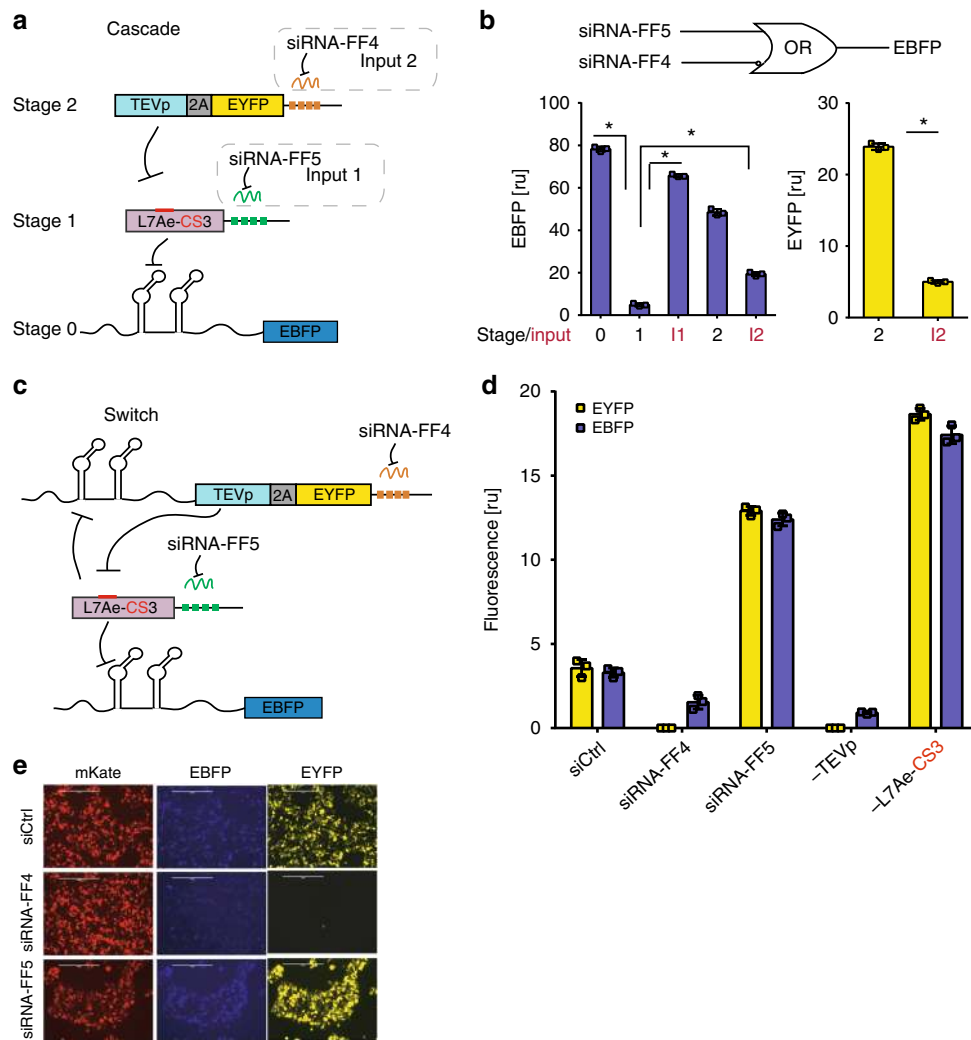 a
Cascade
siRNA-FF4
Input 2
Stage 2
TEVp 2A EYFP
siRNA-FF5
Input 1
Stage 1
L7Ae-CS3
Stage 0
EBFP
b
siRNA-FF5
siRNA-FF4
OR
EBFP
EBFP [ru]
100
80
60
40
20
0
* * *
Stage/input 0 1 I1 2 I2
EYFP [ru]
30
20
10
0
*
2 I2
c
Switch
siRNA-FF4
TEVp 2A EYFP
siRNA-FF5
L7Ae-CS3
EBFP
d
Fluorescence [ru]
20
15
10
5
0
EYFP
EBFP
siCtrl
siRNA-FF4
siRNA-FF5
–TEVp
–L7Ae-CS3
e
mKate EBFP EYFP
siCtrl
siRNA-FF4
siRNA-FF5